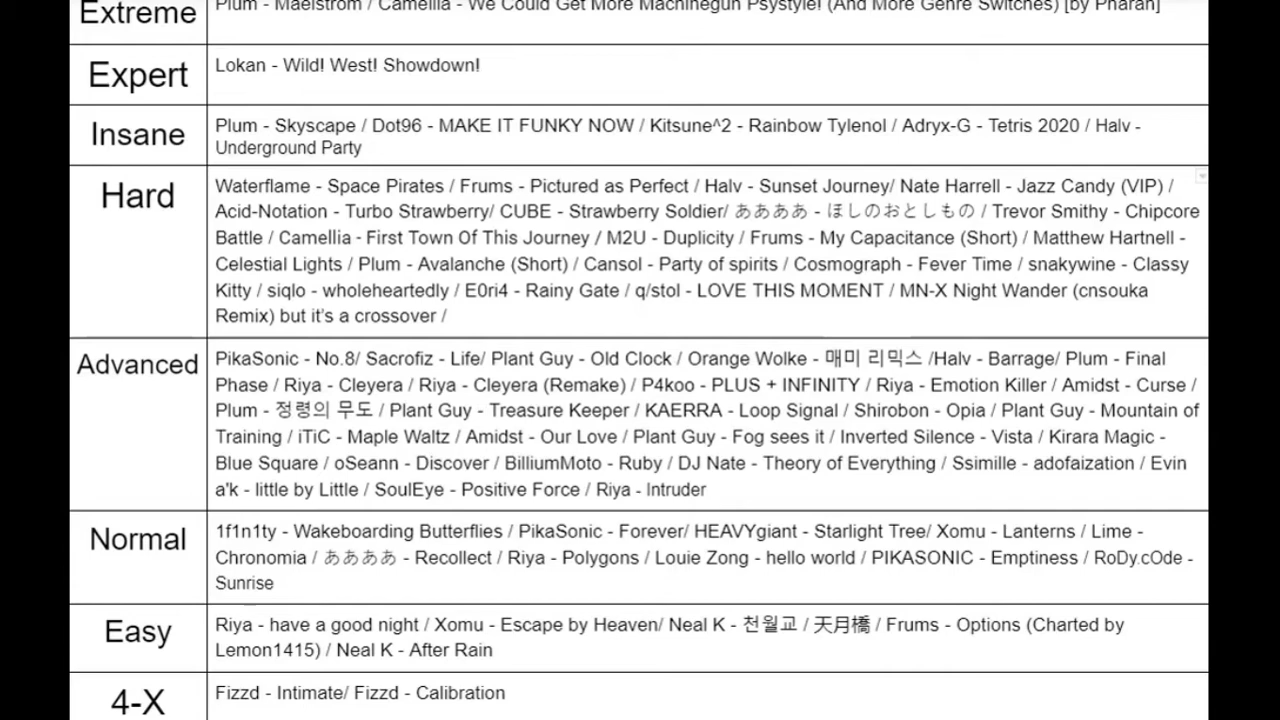 Extreme
Plum - Maelstrom / Camellia - We Could Get More Machinegun Psystyle! (And More Genre Switches) [by Pharan]
Expert
Lokan - Wild! West! Showdown!
Insane
Plum - Skyscape / Dot96 - MAKE IT FUNKY NOW / Kitsune^2 - Rainbow Tylenol / Adryx-G - Tetris 2020 / Halv -
Underground Party
Hard
Waterflame - Space Pirates / Frums - Pictured as Perfect / Halv - Sunset Journey/ Nate Harrell - Jazz Candy (VIP) /
Acid-Notation - Turbo Strawberry/ CUBE - Strawberry Soldier/ ああああ - ほしのおとしもの / Trevor Smithy - Chipcore
Battle / Camellia - First Town Of This Journey / M2U - Duplicity / Frums - My Capacitance (Short) / Matthew Hartnell -
Celestial Lights / Plum - Avalanche (Short) / Cansol - Party of spirits / Cosmograph - Fever Time / snakywine - Classy
Kitty / siqlo - wholeheartedly / E0ri4 - Rainy Gate / q/stol - LOVE THIS MOMENT / MN-X Night Wander (cnsouka
Remix) but it's a crossover /
Advanced
PikaSonic - No.8/ Sacrofiz - Life/ Plant Guy - Old Clock / Orange Wolke - 매미 리믹스 /Halv - Barrage/ Plum - Final
Phase / Riya - Cleyera / Riya - Cleyera (Remake) / P4koo - PLUS + INFINITY / Riya - Emotion Killer / Amidst - Curse /
Plum - 정령의 무도 / Plant Guy - Treasure Keeper / KAERRA - Loop Signal / Shirobon - Opia / Plant Guy - Mountain of
Training / iTiC - Maple Waltz / Amidst - Our Love / Plant Guy - Fog sees it / Inverted Silence - Vista / Kirara Magic -
Blue Square / oSeann - Discover / BilliumMoto - Ruby / DJ Nate - Theory of Everything / Ssimille - adofaization / Evin
a'k - little by Little / SoulEye - Positive Force / Riya - Intruder
Normal
1f1n1ty - Wakeboarding Butterflies / PikaSonic - Forever/ HEAVYgiant - Starlight Tree/ Xomu - Lanterns / Lime -
Chronomia / ああああ - Recollect / Riya - Polygons / Louie Zong - hello world / PIKASONIC - Emptiness / RoDy.cOde -
Sunrise
Easy
Riya - have a good night / Xomu - Escape by Heaven/ Neal K - 천월교 / 天月橋 / Frums - Options (Charted by
Lemon1415) / Neal K - After Rain
4-X
Fizzd - Intimate/ Fizzd - Calibration